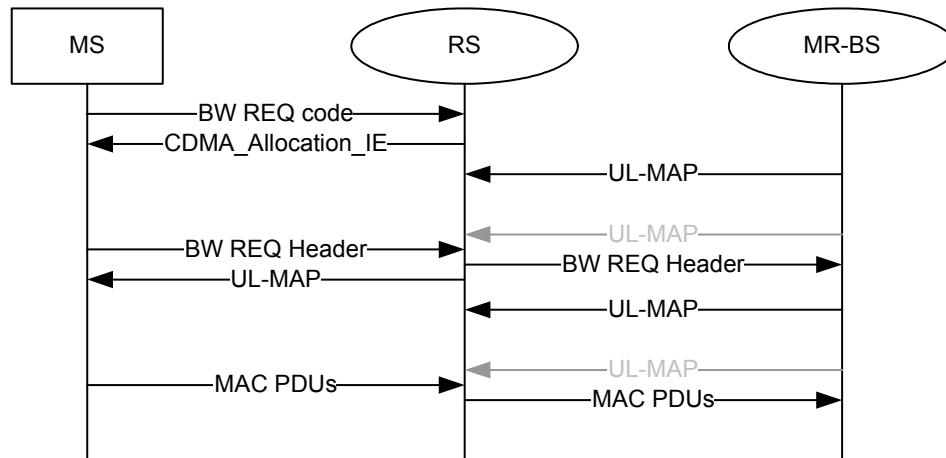 MS
RS
MR-BS
BW REQ code
CDMA_Allocation_IE
UL-MAP
UL-MAP
BW REQ Header
BW REQ Header
UL-MAP
UL-MAP
UL-MAP
MAC PDUs
MAC PDUs